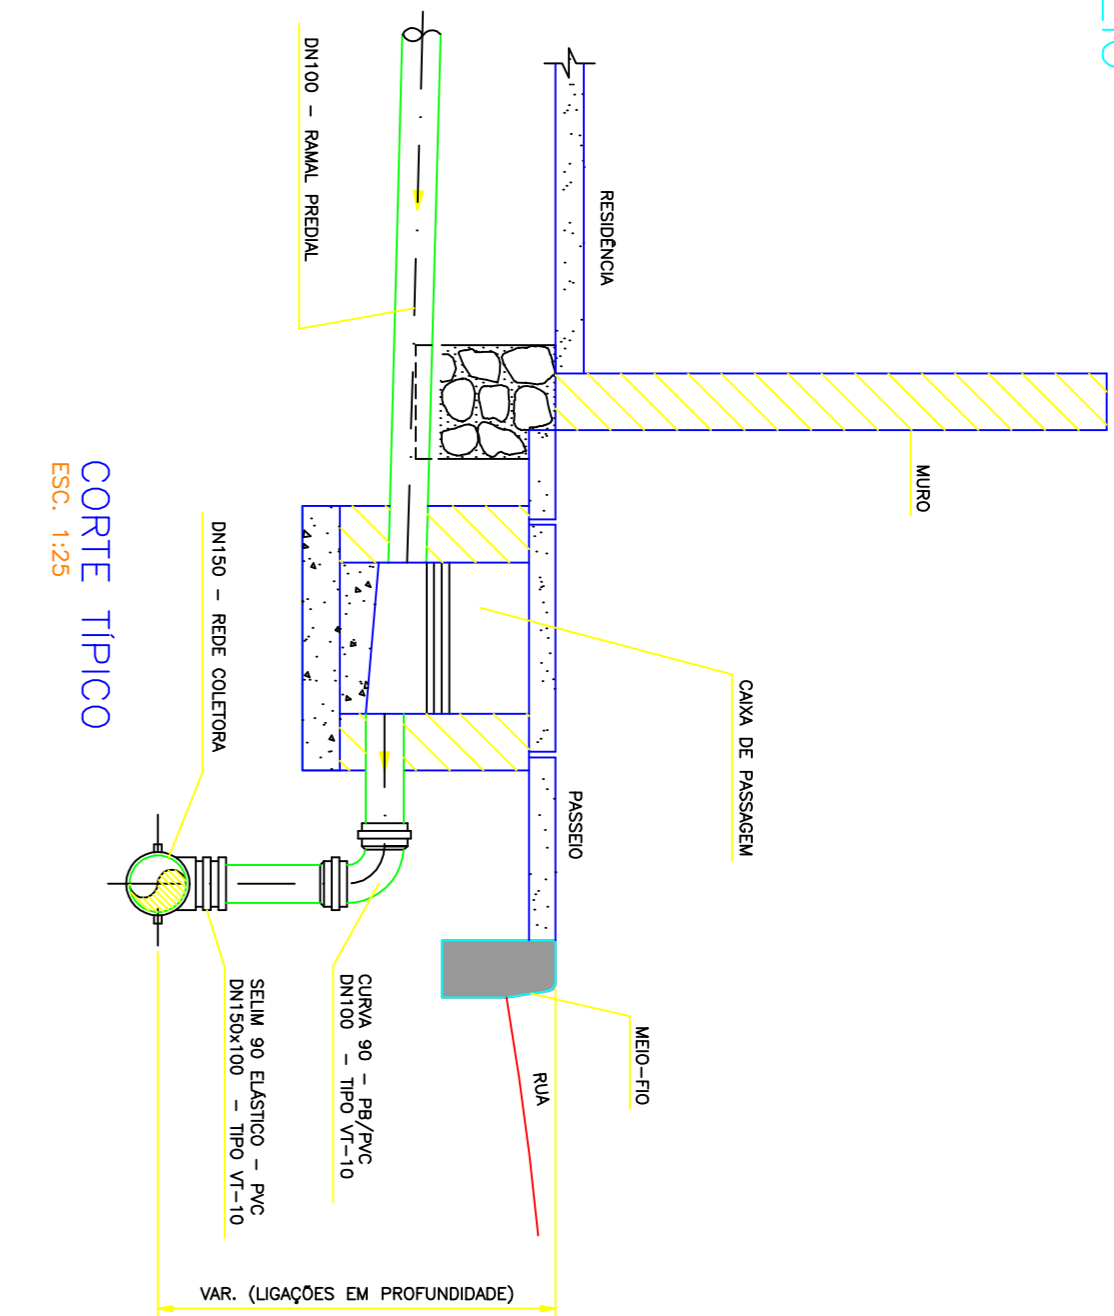 RESIDÊNCIA
MURO
DN100 - RAMAL PREDIAL
CAIXA DE PASSAGEM
PASSEIO
MEIO-FIO
RUA
DN150 - REDE COLETORA
CURVA 90 - PB/PVC
DN100 - TIPO VT-10
SELIM 90 ELÁSTICO - PVC
DN150x100 - TIPO VT-10
VAR. (LIGAÇÕES EM PROFUNDIDADE)
CORTE TÍPICO
ESC. 1:25